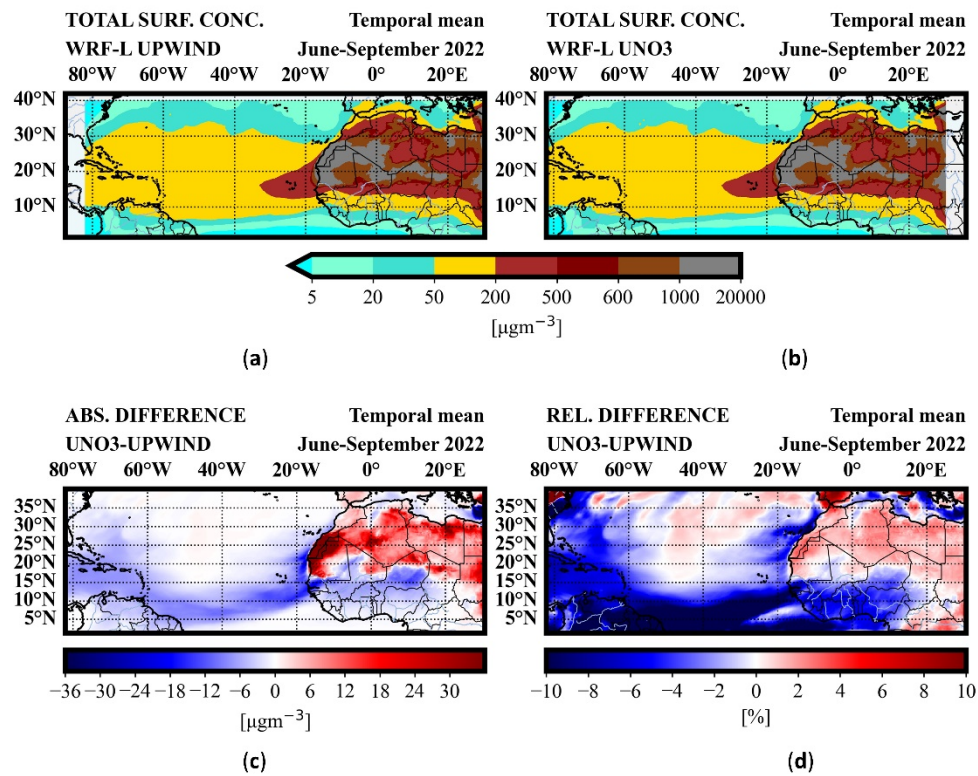 TOTAL SURF. CONC. Temporal mean
WRF-L UPWIND June-September 2022
80°W 60°W 40°W 20°W 0° 20°E
40°N
30°N
20°N
10°N
TOTAL SURF. CONC. Temporal mean
WRF-L UNO3 June-September 2022
80°W 60°W 40°W 20°W 0° 20°E
40°N
30°N
20°N
10°N
5 20 50 200 500 600 1000 20000
[μgm⁻³]
(a) (b)
ABS. DIFFERENCE Temporal mean
UNO3-UPWIND June-September 2022
80°W 60°W 40°W 20°W 0° 20°E
35°N
30°N
25°N
20°N
15°N
10°N
5°N
−36 −30 −24 −18 −12 −6 0 6 12 18 24 30
[μgm⁻³]
(c)
REL. DIFFERENCE Temporal mean
UNO3-UPWIND June-September 2022
80°W 60°W 40°W 20°W 0° 20°E
35°N
30°N
25°N
20°N
15°N
10°N
5°N
−10 −8 −6 −4 −2 0 2 4 6 8 10
[%]
(d)